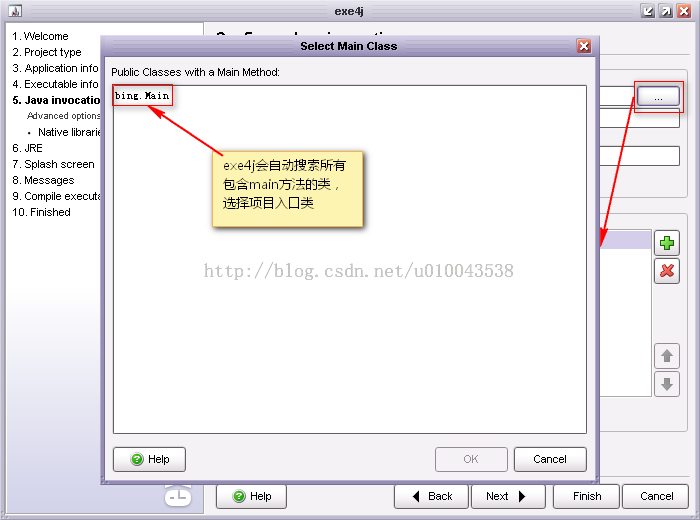 exe4j
1. Welcome
2. Project type
3. Application info
4. Executable info
5. Java invocatio
Advanced options
• Native librarie
6. JRE
7. Splash screen
8. Messages
9. Compile executa
10. Finished
Select Main Class
Public Classes with a Main Method:
bing.Main
...
exe4j会自动搜索所有
包含main方法的类，
选择项目入口类
http://blog.csdn.net/u010043538
Help
OK
Cancel
Help
Back
Next
Finish
Cancel